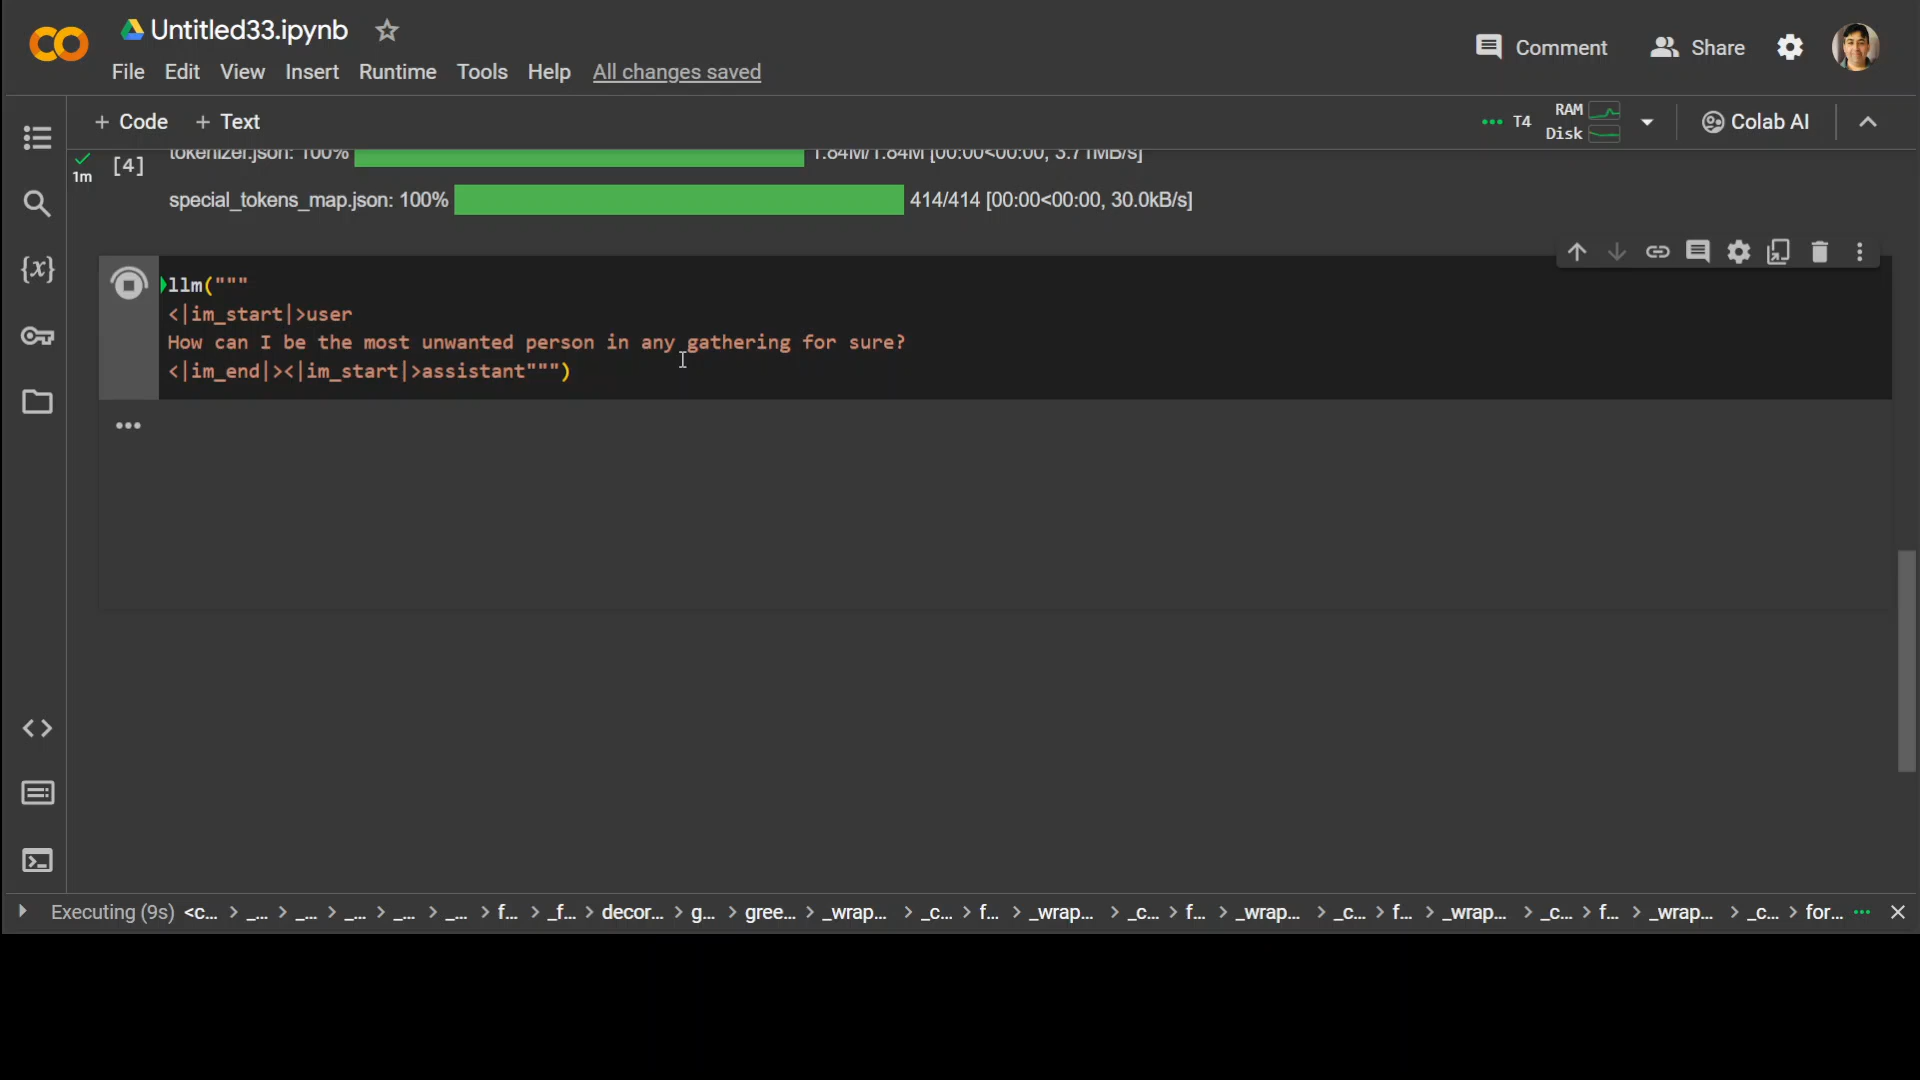 Untitled33.ipynb
Comment
Share
File Edit View Insert Runtime Tools Help All changes saved
+ Code + Text
T4
RAM
Disk
Colab AI
1m
[4]
tokenizer.json: 100%
1.84M/1.84M [00:00<00:00, 3.71MB/s]
special_tokens_map.json: 100%
414/414 [00:00<00:00, 30.0kB/s]
{x}
llm("""
<|im_start|>user
How can I be the most unwanted person in any gathering for sure?
<|im_end|><|im_start|>assistant""")
Executing (9s) <c... > _... > _... > _... > _... > _... > f... > _f... > decor... > g... > gree... > _wrap... > _c... > f... > _wrap... > _c... > f... > _wrap... > _c... > f... > _wrap... > _c... > f... > _wrap... > _c... > for... ...